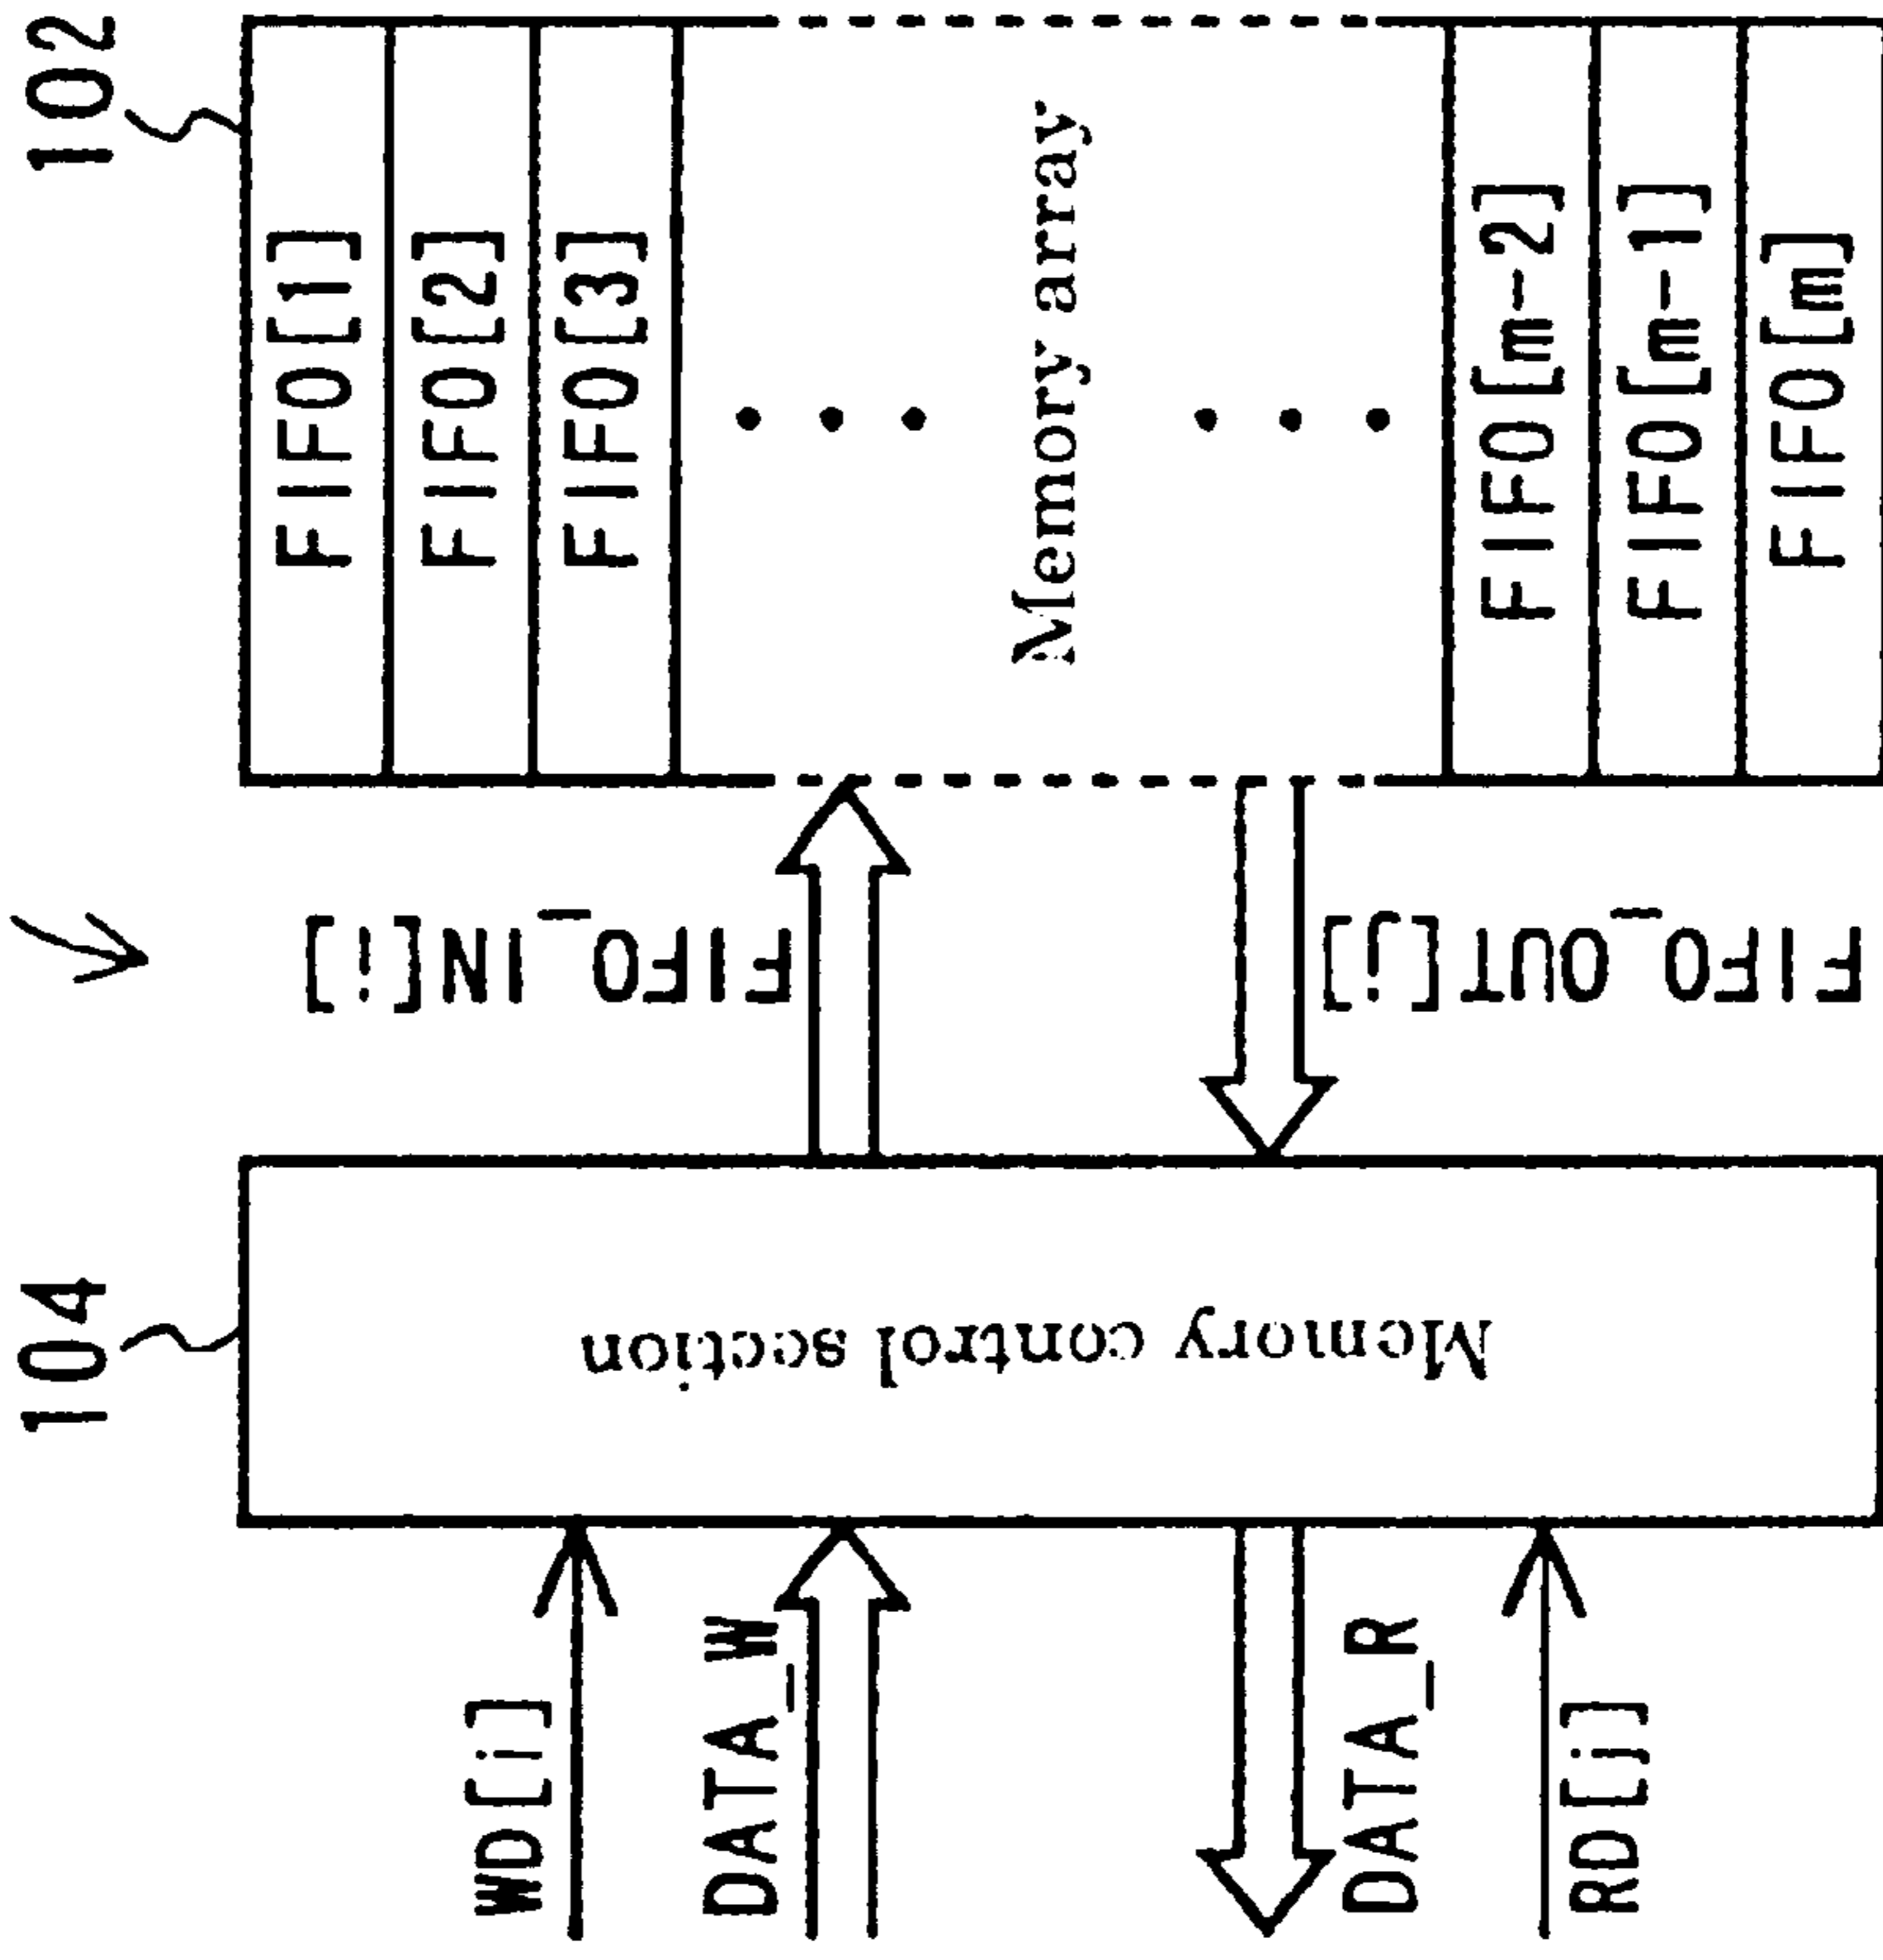 104
102
WD[i]
DATA_W
DATA_R
RD[j]
Memory control section
FIFO_IN[i]
FIFO_OUT[j]
FIFO[1]
FIFO[2]
FIFO[3]
Memory array
FIFO[m-2]
FIFO[m-1]
FIFO[m]